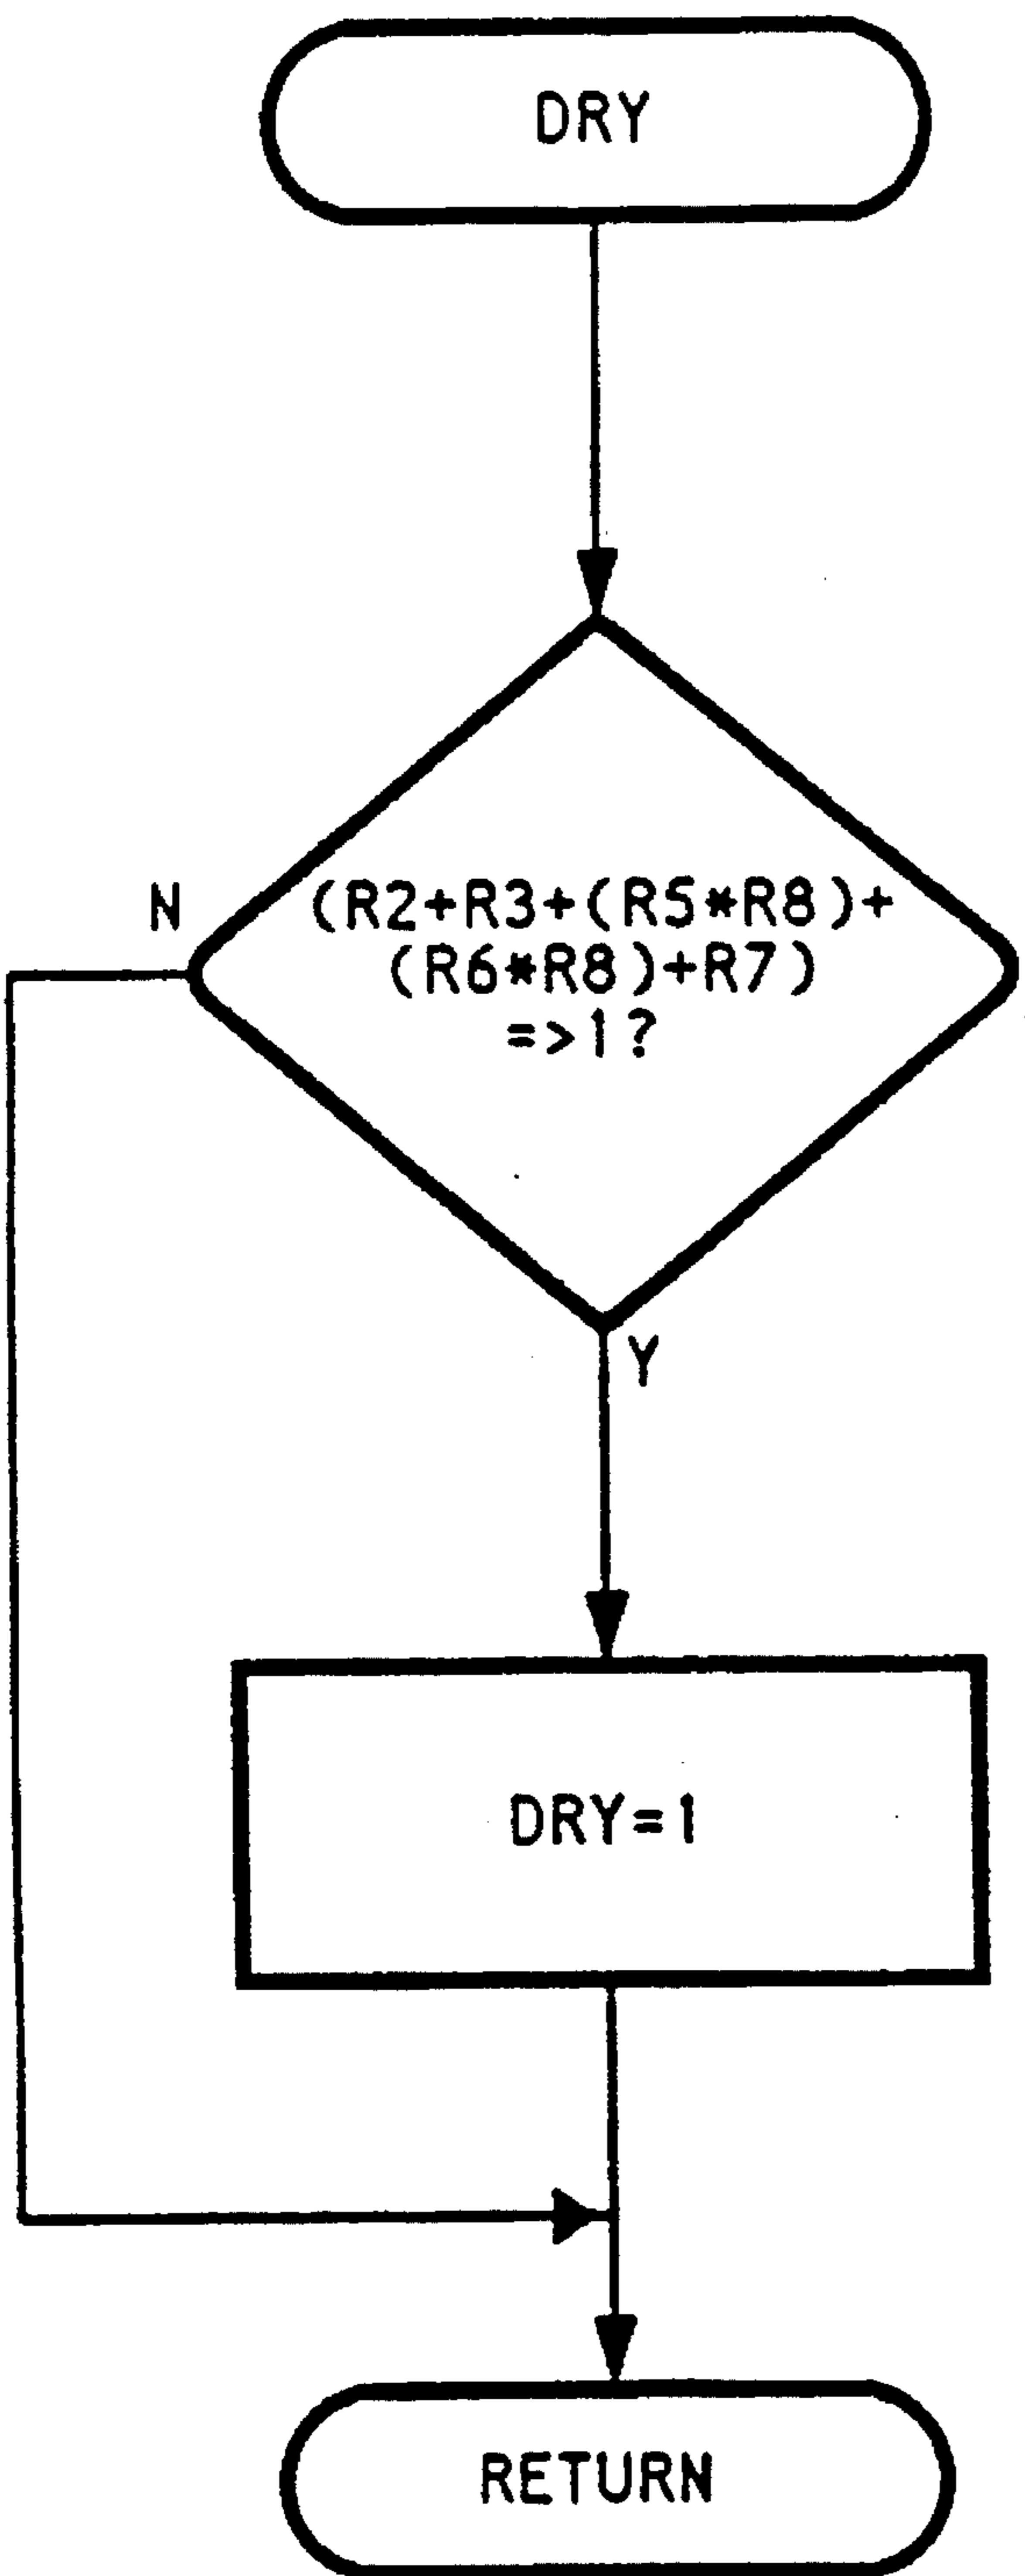 DRY
N
(R2+R3+(R5*R8)+
(R6*R8)+R7)
=>1?
Y
DRY=1
RETURN